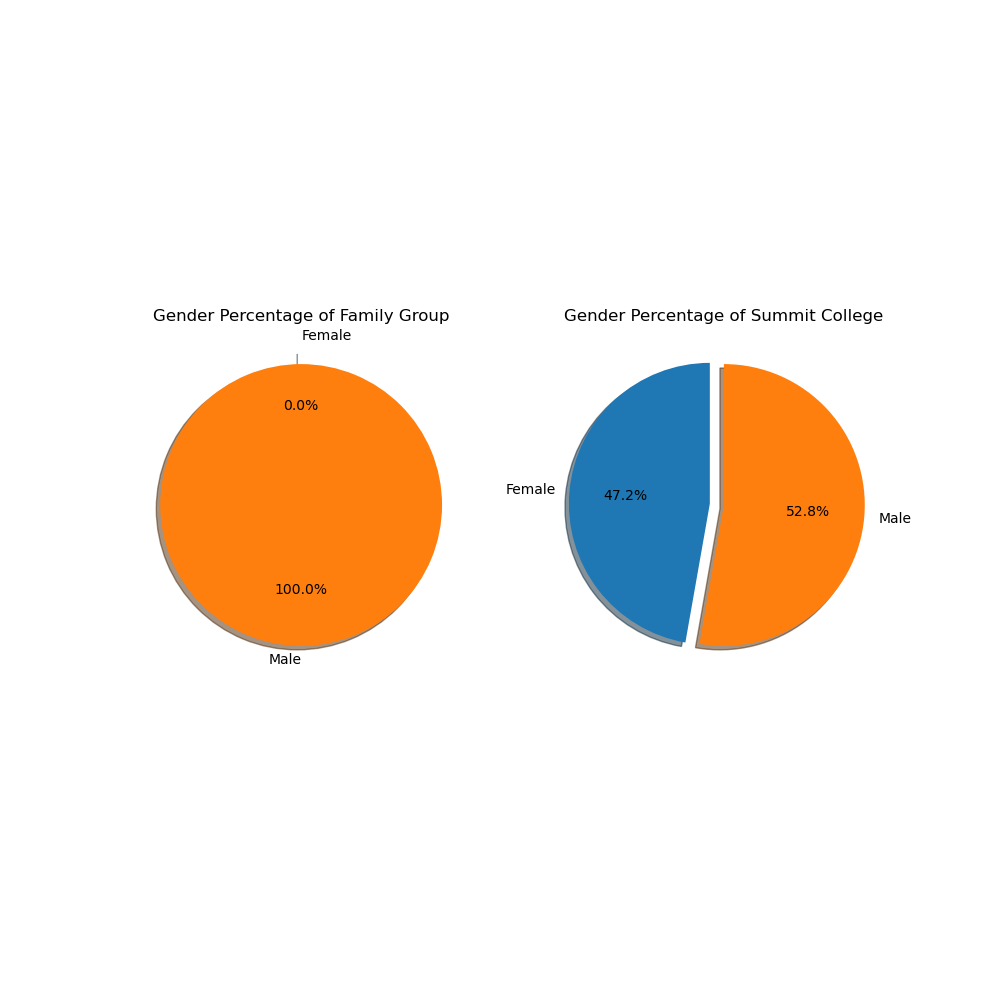 Gender Percentage of Family Group
Female
0.0%
100.0%
Male
Gender Percentage of Summit College
Female
47.2%
52.8%
Male